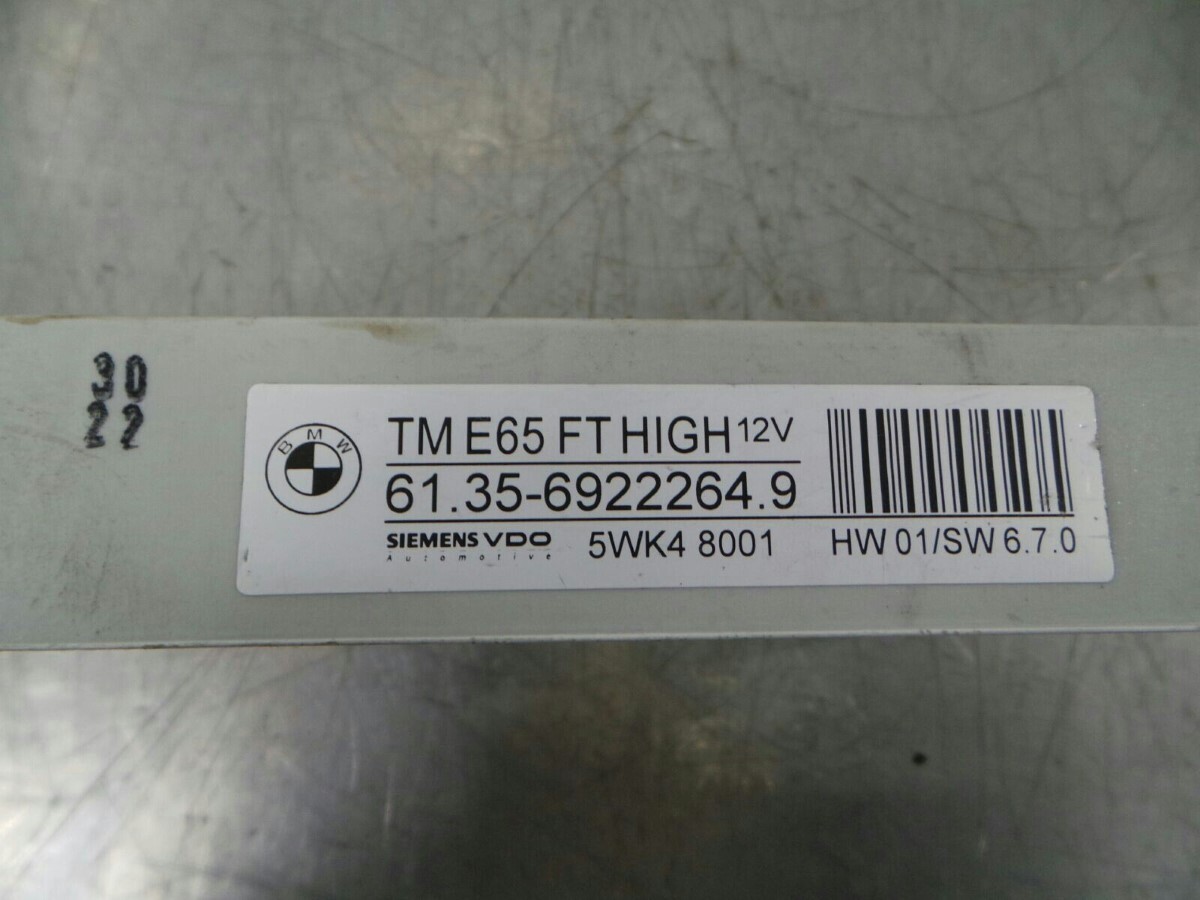 30
22
BMW
TM E65 FT HIGH 12V
61.35-6922264.9
SIEMENS VDO
Automotive
5WK4 8001
HW 01/SW 6.7.0